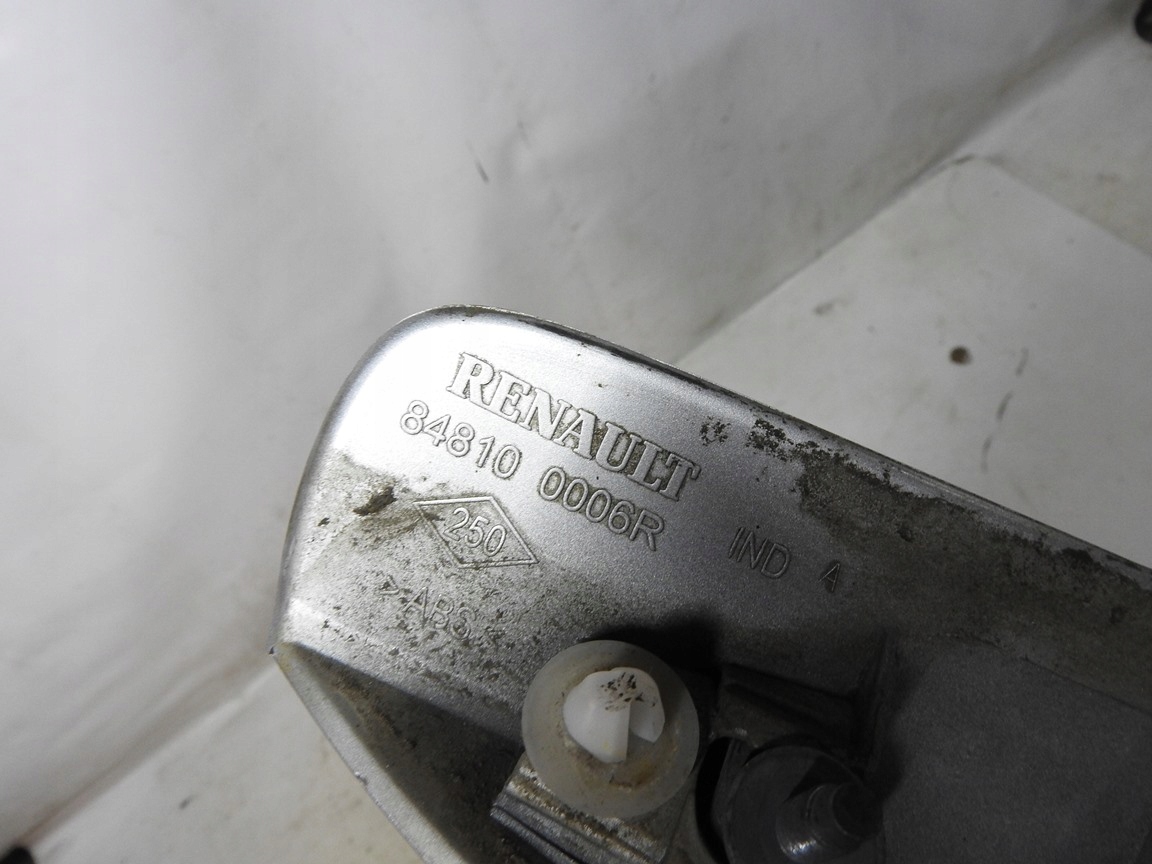 RENAULT
84810 0006R IND A
250
>ABS<